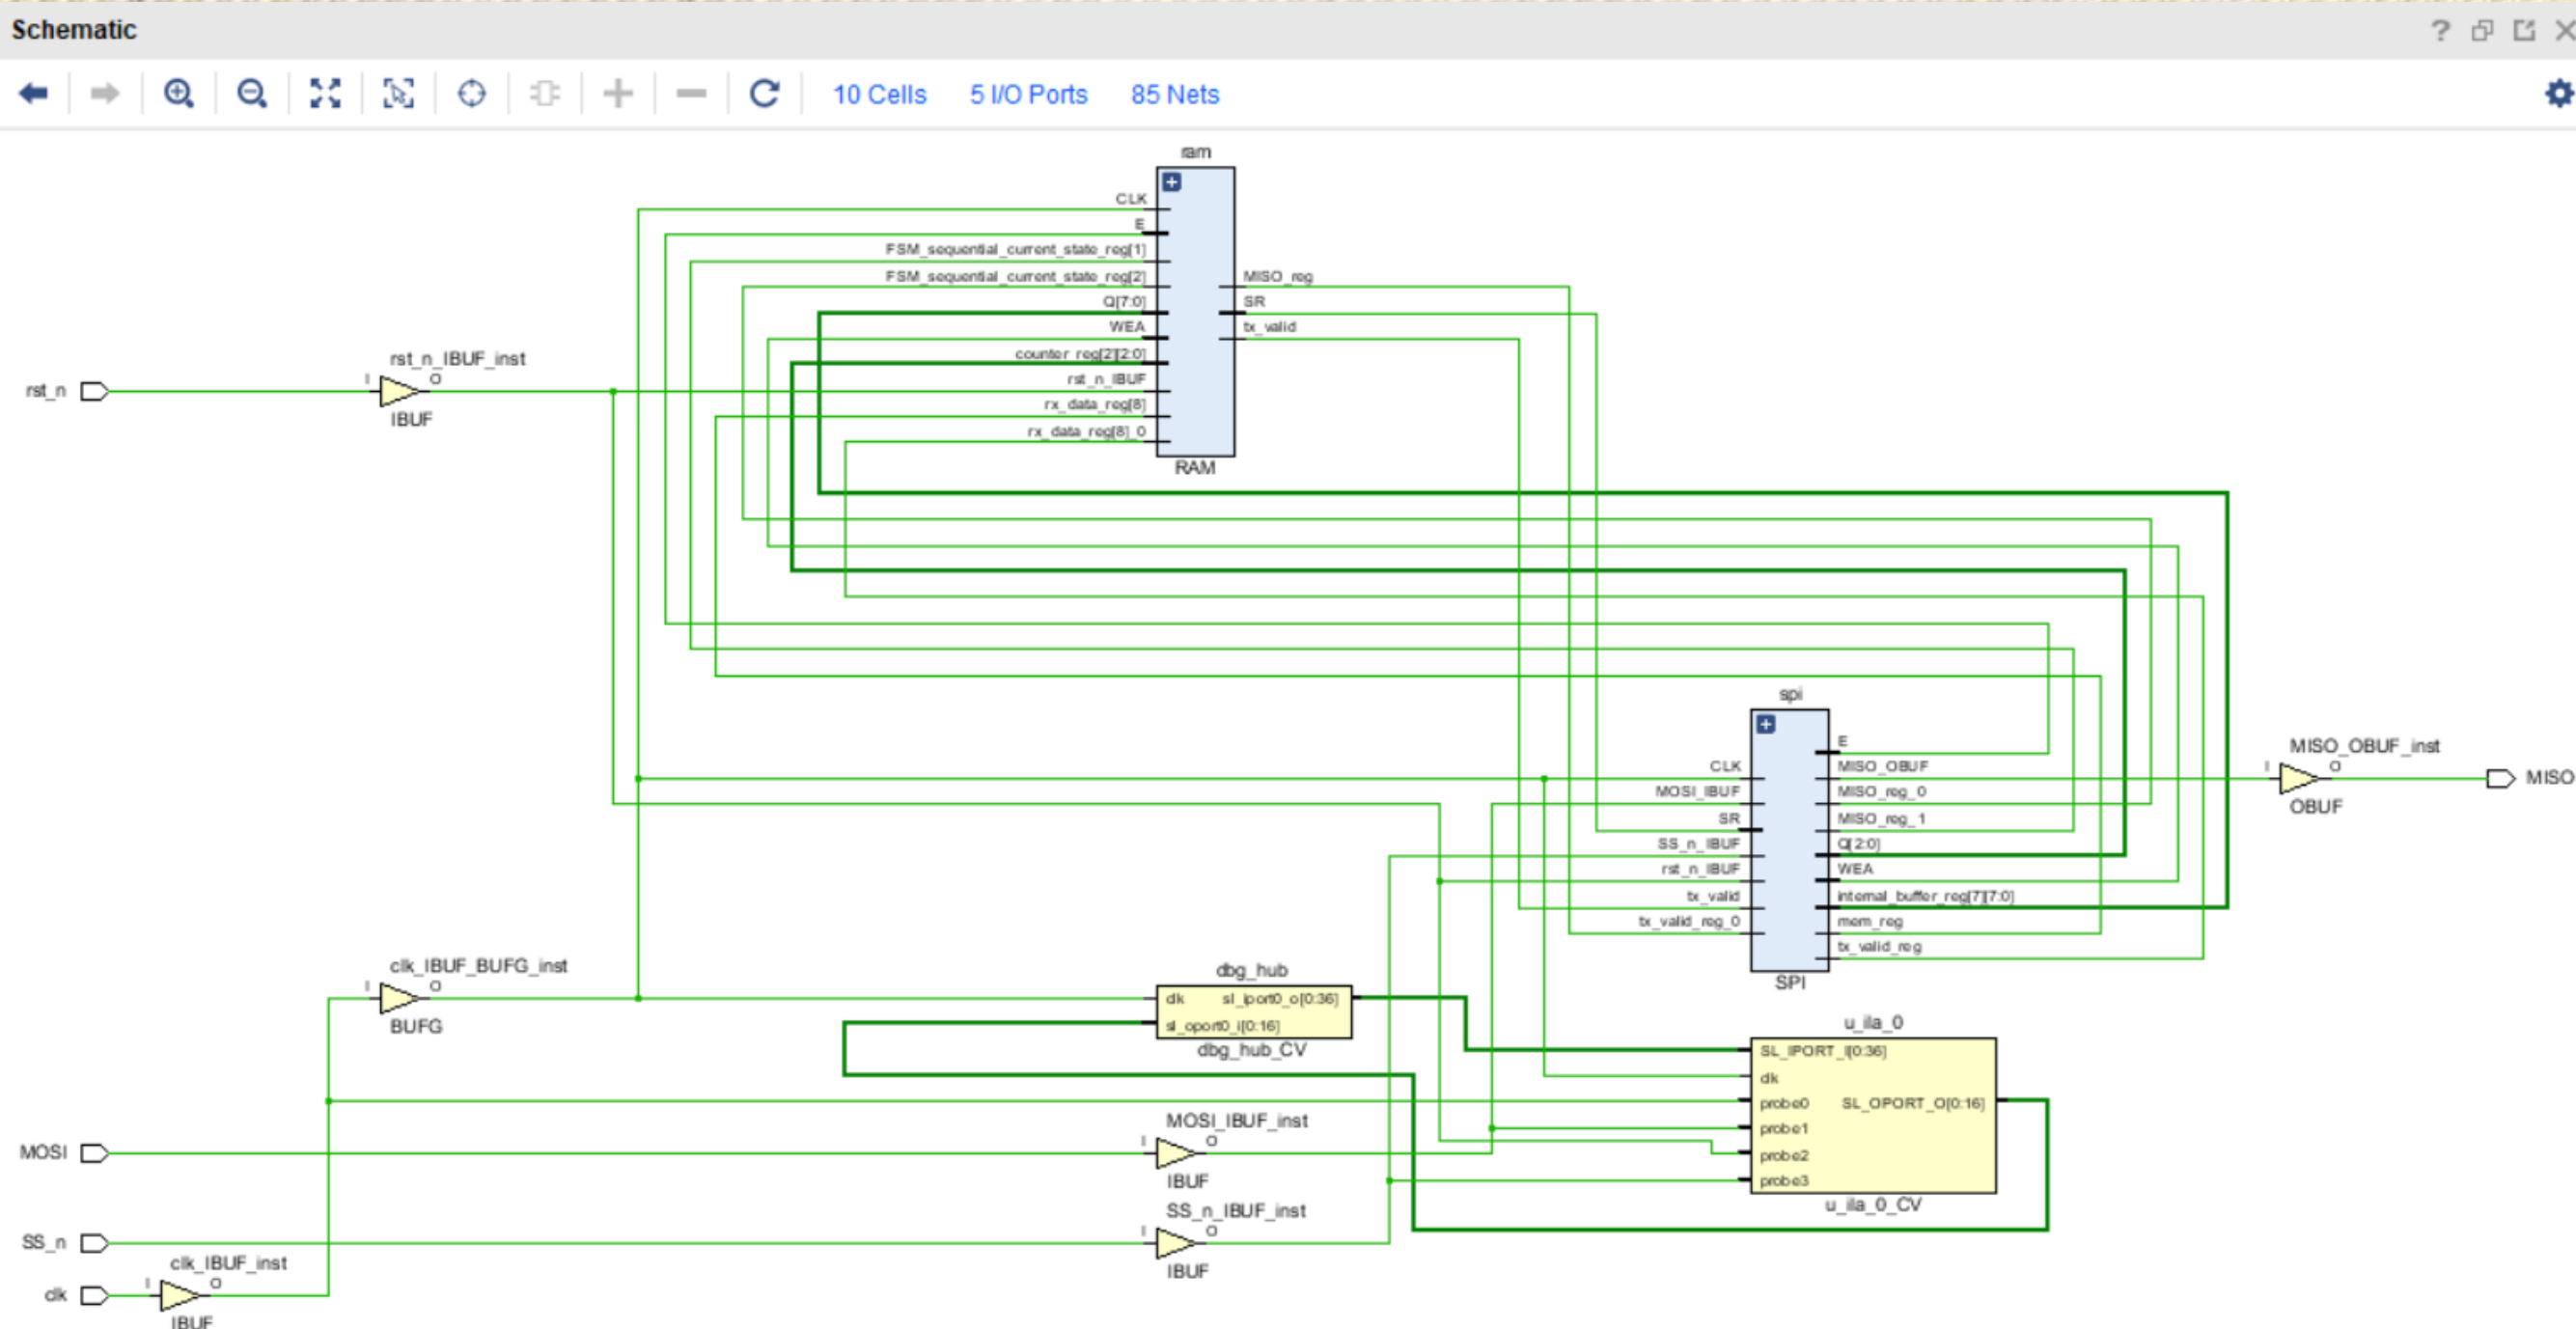 Schematic
10 Cells 5 I/O Ports 85 Nets
ram
CLK
E
FSM_sequential_current_state_reg[1]
FSM_sequential_current_state_reg[2]
Q[7:0]
WEA
counter_reg[2][2:0]
rst_n_IBUF
rx_data_reg[8]
rx_data_reg[8]_0
MISO_reg
SR
tx_valid
RAM
rst_n
rst_n_IBUF_inst
I
O
IBUF
spi
CLK
MOSI_IBUF
SR
SS_n_IBUF
rst_n_IBUF
tx_valid
tx_valid_reg_0
E
MISO_OBUF
MISO_reg_0
MISO_reg_1
Q[2:0]
WEA
internal_buffer_reg[7][7:0]
mem_reg
tx_valid_reg
SPI
MISO_OBUF_inst
I
O
OBUF
MISO
clk_IBUF_BUFG_inst
I
O
BUFG
dbg_hub
clk sl_iport0_o[0:36]
sl_oport0_i[0:16]
dbg_hub_CV
u_ila_0
SL_IPORT_I[0:36]
clk
probe0 SL_OPORT_O[0:16]
probe1
probe2
probe3
u_ila_0_CV
MOSI
MOSI_IBUF_inst
I
O
IBUF
SS_n
SS_n_IBUF_inst
I
O
IBUF
clk
clk_IBUF_inst
I
O
IBUF